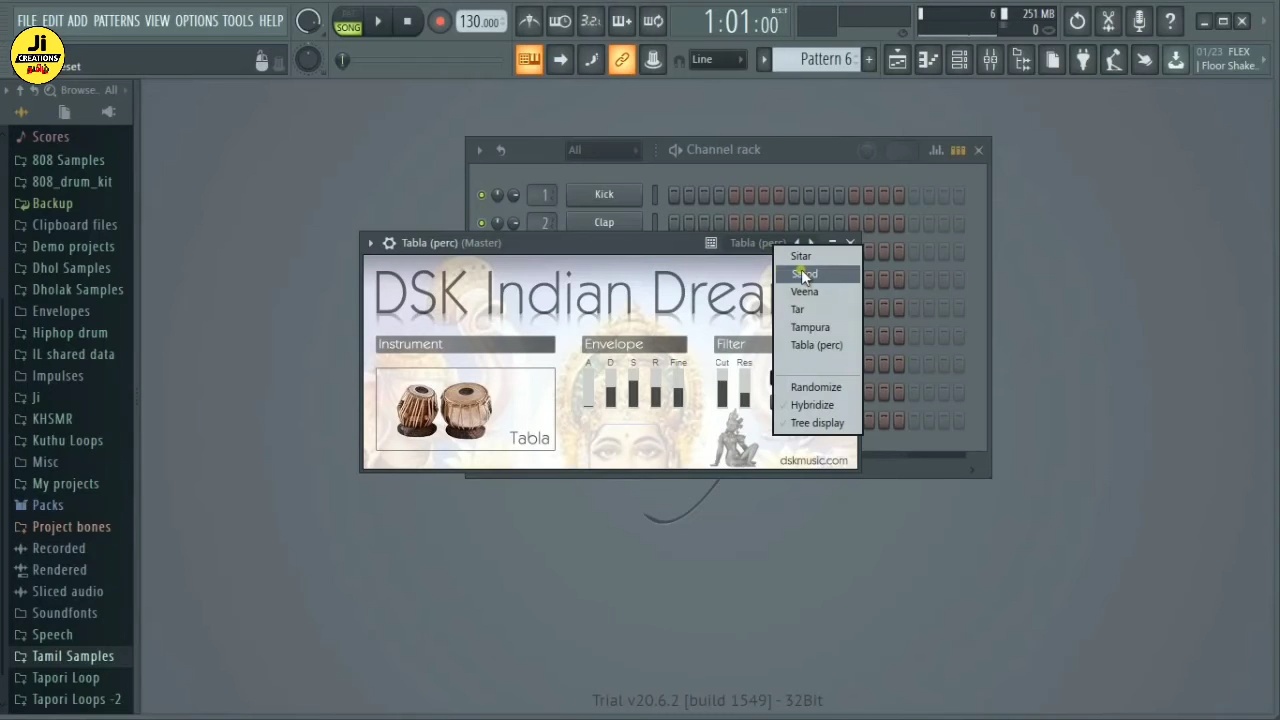 FILE EDIT ADD PATTERNS VIEW OPTIONS TOOLS HELP
SONG
130.000
3.2.
1:01:00
B:S:T
6
251 MB
0
Ji
CREATIONS
Line
Pattern 6
01/23 FLEX
Floor Shake..
Browse.. All
Scores
808 Samples
808_drum_kit
Backup
Clipboard files
Demo projects
Dhol Samples
Dholak Samples
Envelopes
Hiphop drum
IL shared data
Impulses
Ji
KHSMR
Kuthu Loops
Misc
My projects
Packs
Project bones
Recorded
Rendered
Sliced audio
Soundfonts
Speech
Tamil Samples
Tapori Loop
Tapori Loops -2
All
Channel rack
1
Kick
2
Clap
Tabla (perc) (Master)
Tabla (perc)
DSK Indian Drea
Instrument
Envelope
Filter
A D S R Fine
Cut Res
Tabla
dskmusic.com
Sitar
Veena
Tar
Tampura
Tabla (perc)
Randomize
Hybridize
Tree display
Trial v20.6.2 [build 1549] - 32Bit